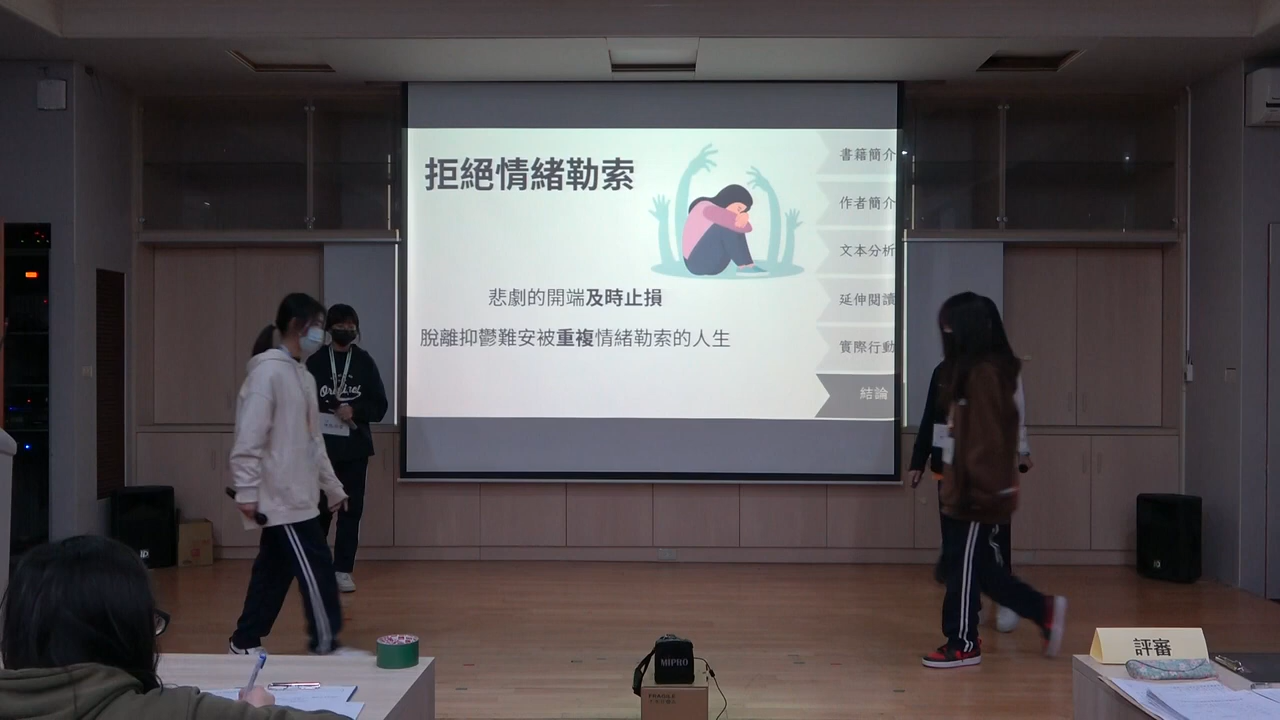 拒絕情緒勒索
悲劇的開端及時止損
脫離抑鬱難安被重複情緒勒索的人生
書籍簡介
作者簡介
文本分析
延伸閱讀
實際行動
結論
評審
MIPRO
FRAGILE